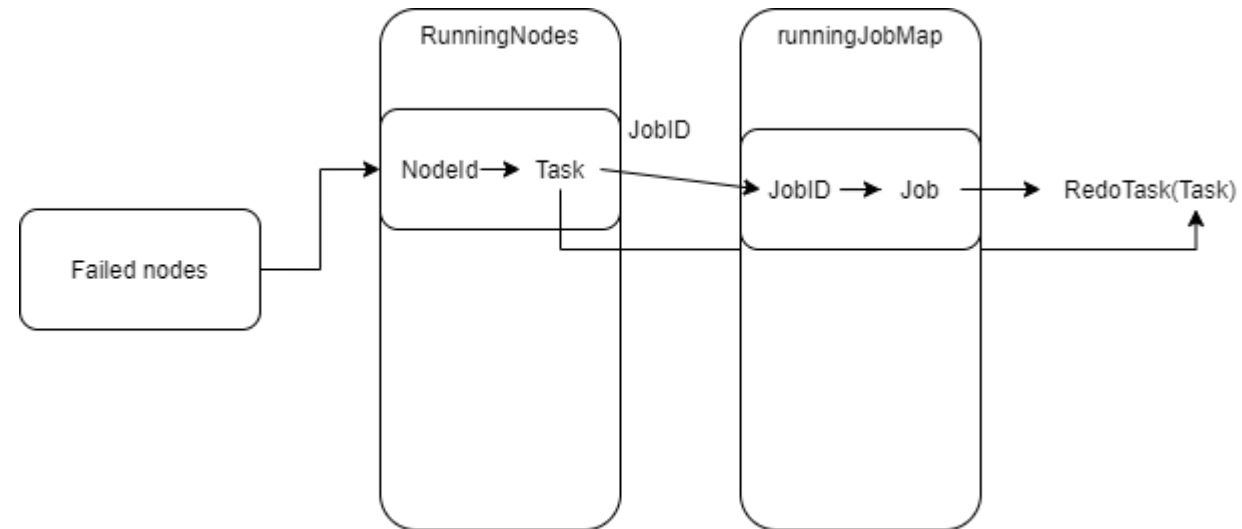 RunningNodes
runningJobMap
JobID
NodeId
Task
JobID
Job
RedoTask(Task)
Failed nodes